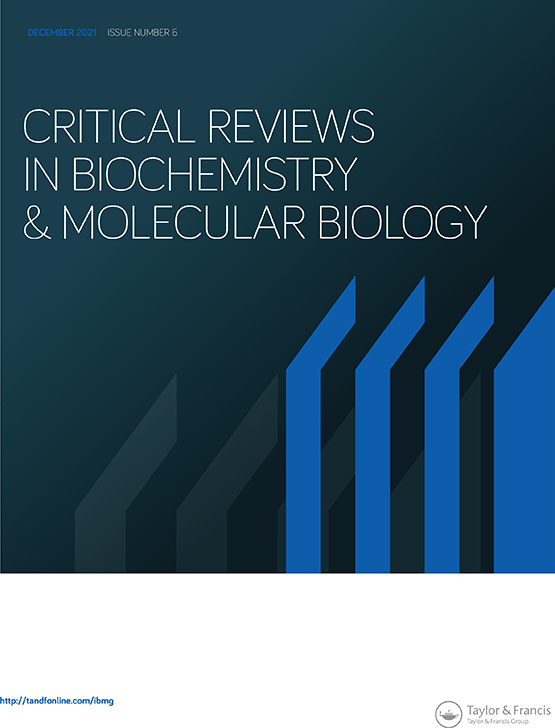 DECEMBER 2021 ISSUE NUMBER 6
CRITICAL REVIEWS
IN BIOCHEMISTRY
& MOLECULAR BIOLOGY
http://tandfonline.com/ibmg
Taylor & Francis
Taylor & Francis Group